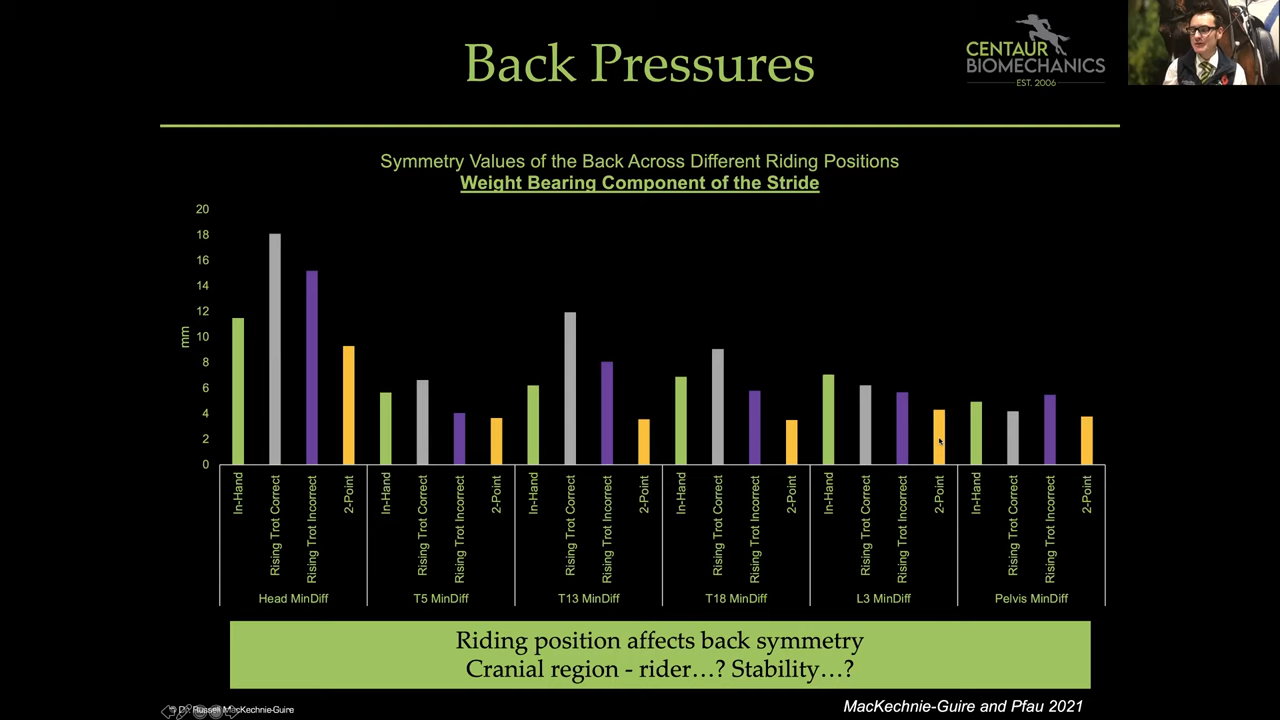 Back Pressures
CENTAUR
BIOMECHANICS
EST. 2006
Symmetry Values of the Back Across Different Riding Positions
Weight Bearing Component of the Stride
mm
20
18
16
14
12
10
8
6
4
2
0
In-Hand
Rising Trot Correct
Rising Trot Incorrect
2-Point
In-Hand
Rising Trot Correct
Rising Trot Incorrect
2-Point
In-Hand
Rising Trot Correct
Rising Trot Incorrect
2-Point
In-Hand
Rising Trot Correct
Rising Trot Incorrect
2-Point
In-Hand
Rising Trot Correct
Rising Trot Incorrect
2-Point
In-Hand
Rising Trot Correct
Rising Trot Incorrect
2-Point
Head MinDiff
T5 MinDiff
T13 MinDiff
T18 MinDiff
L3 MinDiff
Pelvis MinDiff
Riding position affects back symmetry
Cranial region - rider…? Stability…?
© Dr. Russell MacKechnie-Guire
MacKechnie-Guire and Pfau 2021